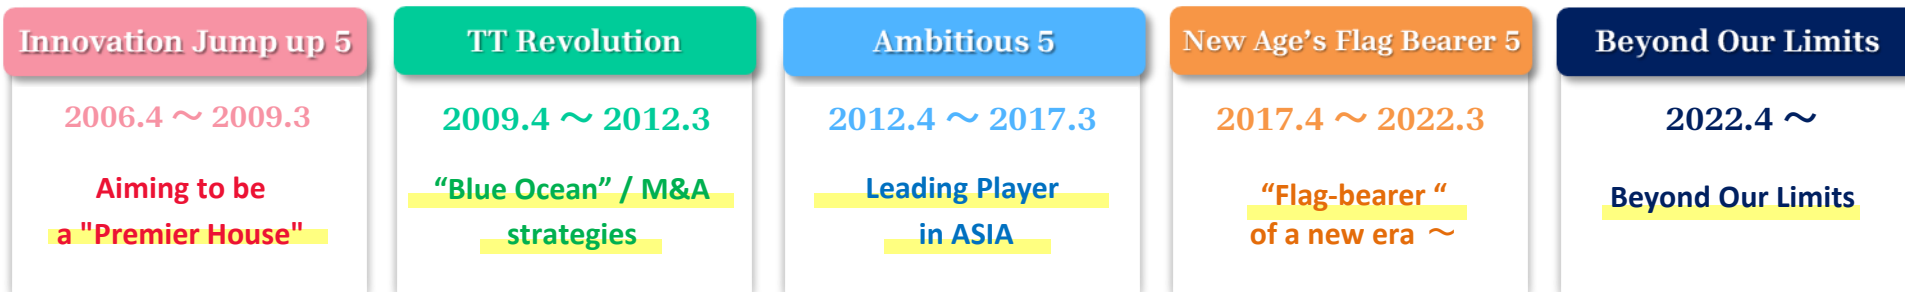 Innovation Jump up 5
2006.4 ～ 2009.3
Aiming to be
a "Premier House"
TT Revolution
2009.4 ～ 2012.3
“Blue Ocean” / M&A
strategies
Ambitious 5
2012.4 ～ 2017.3
Leading Player
in ASIA
New Age’s Flag Bearer 5
2017.4 ～ 2022.3
“Flag-bearer “
of a new era ～
Beyond Our Limits
2022.4 ～
Beyond Our Limits